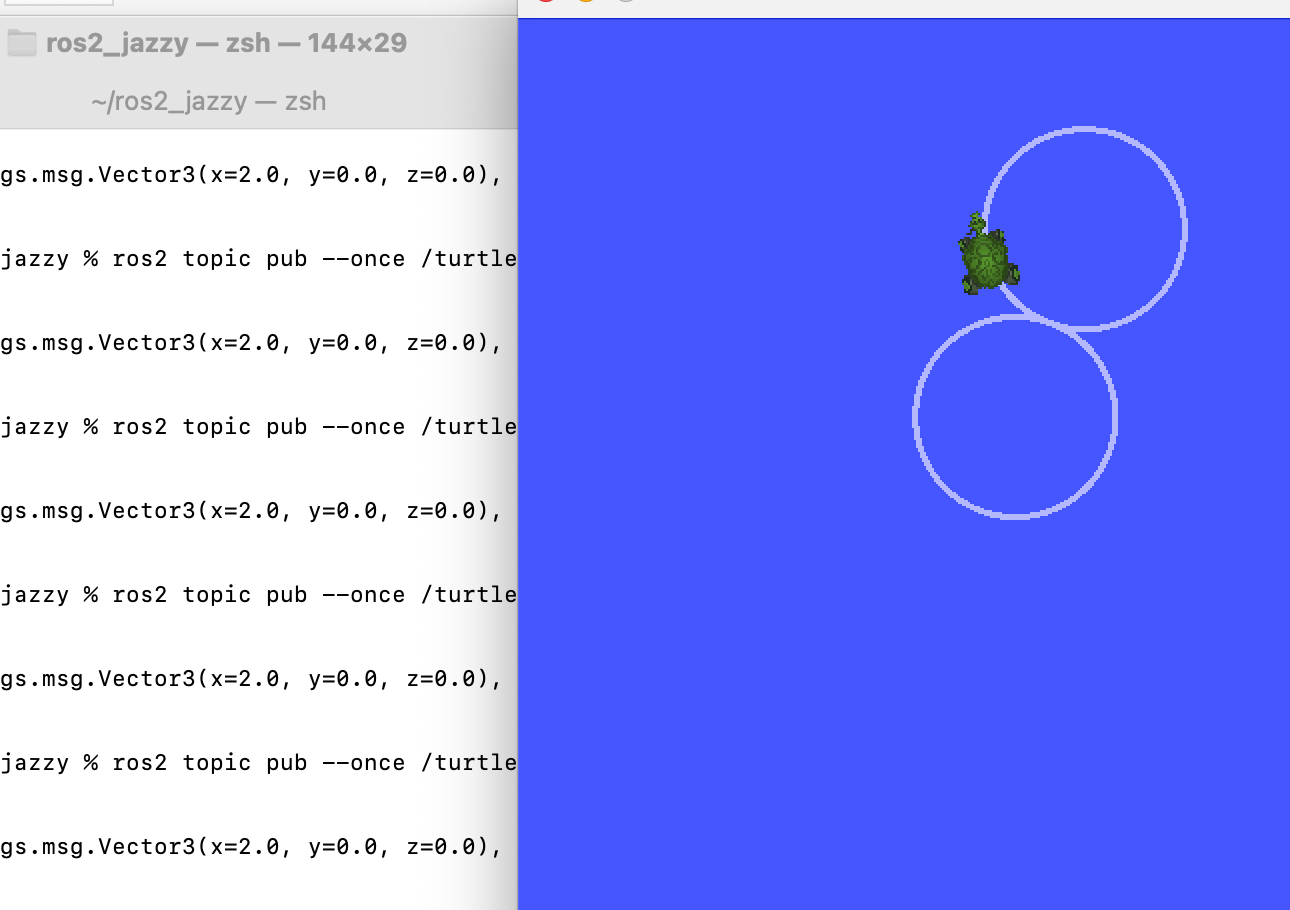 ros2_jazzy — zsh — 144×29
~/ros2_jazzy — zsh
gs.msg.Vector3(x=2.0, y=0.0, z=0.0),
jazzy % ros2 topic pub --once /turtle
gs.msg.Vector3(x=2.0, y=0.0, z=0.0),
jazzy % ros2 topic pub --once /turtle
gs.msg.Vector3(x=2.0, y=0.0, z=0.0),
jazzy % ros2 topic pub --once /turtle
gs.msg.Vector3(x=2.0, y=0.0, z=0.0),
jazzy % ros2 topic pub --once /turtle
gs.msg.Vector3(x=2.0, y=0.0, z=0.0),